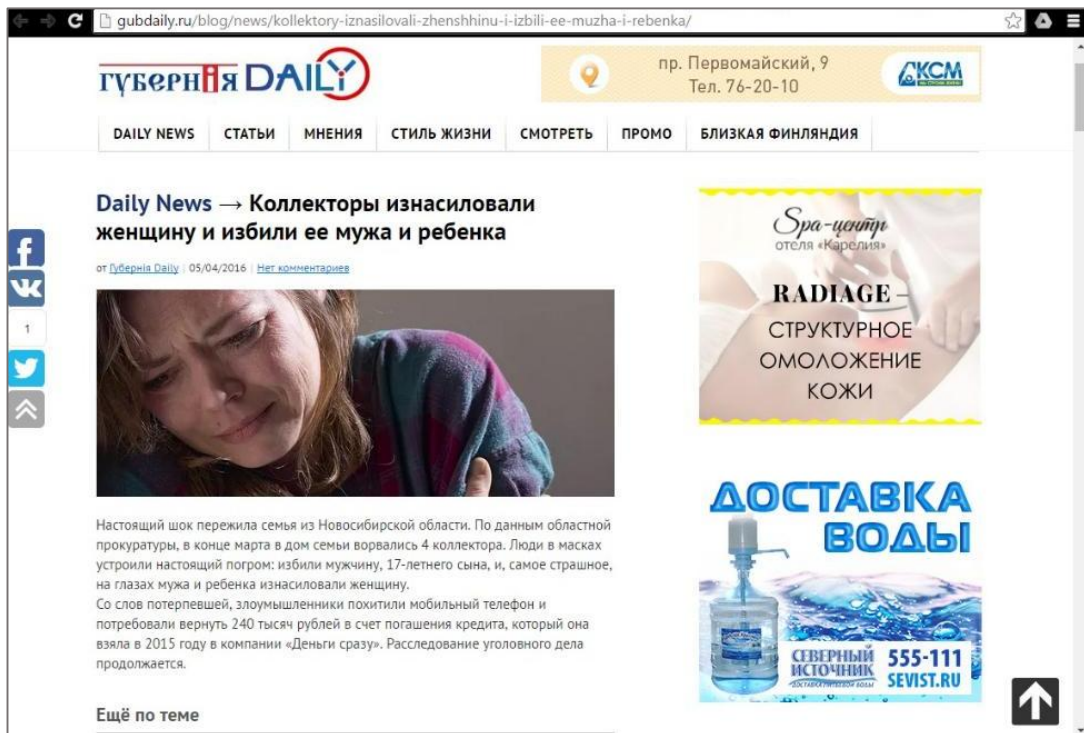 gubdaily.ru/blog/news/kollektory-iznasilovali-zhenshhinu-i-izbili-ee-muzha-i-rebenka/
губернiя DAILY
пр. Первомайский, 9
Тел. 76-20-10
КСМ
DAILY NEWS СТАТЬИ МНЕНИЯ СТИЛЬ ЖИЗНИ СМОТРЕТЬ ПРОМО БЛИЗКАЯ ФИНЛЯНДИЯ
Daily News → Коллекторы изнасиловали
женщину и избили ее мужа и ребенка
от Губернiя Daily | 05/04/2016 | Нет комментариев
1
Настоящий шок пережила семья из Новосибирской области. По данным областной
прокуратуры, в конце марта в дом семьи ворвались 4 коллектора. Люди в масках
устроили настоящий погром: избили мужчину, 17-летнего сына, и, самое страшное,
на глазах мужа и ребенка изнасиловали женщину.
Со слов потерпевшей, злоумышленники похитили мобильный телефон и
потребовали вернуть 240 тысяч рублей в счет погашения кредита, который она
взяла в 2015 году в компании «Деньги сразу». Расследование уголовного дела
продолжается.
Ещё по теме
Spa-центр
отеля «Карелия»
RADIAGE –
СТРУКТУРНОЕ
ОМОЛОЖЕНИЕ
КОЖИ
ДОСТАВКА
ВОДЫ
СЕВЕРНЫЙ
ИСТОЧНИК
ДОСТАВКА ПИТЬЕВОЙ ВОДЫ
555-111
SEVIST.RU